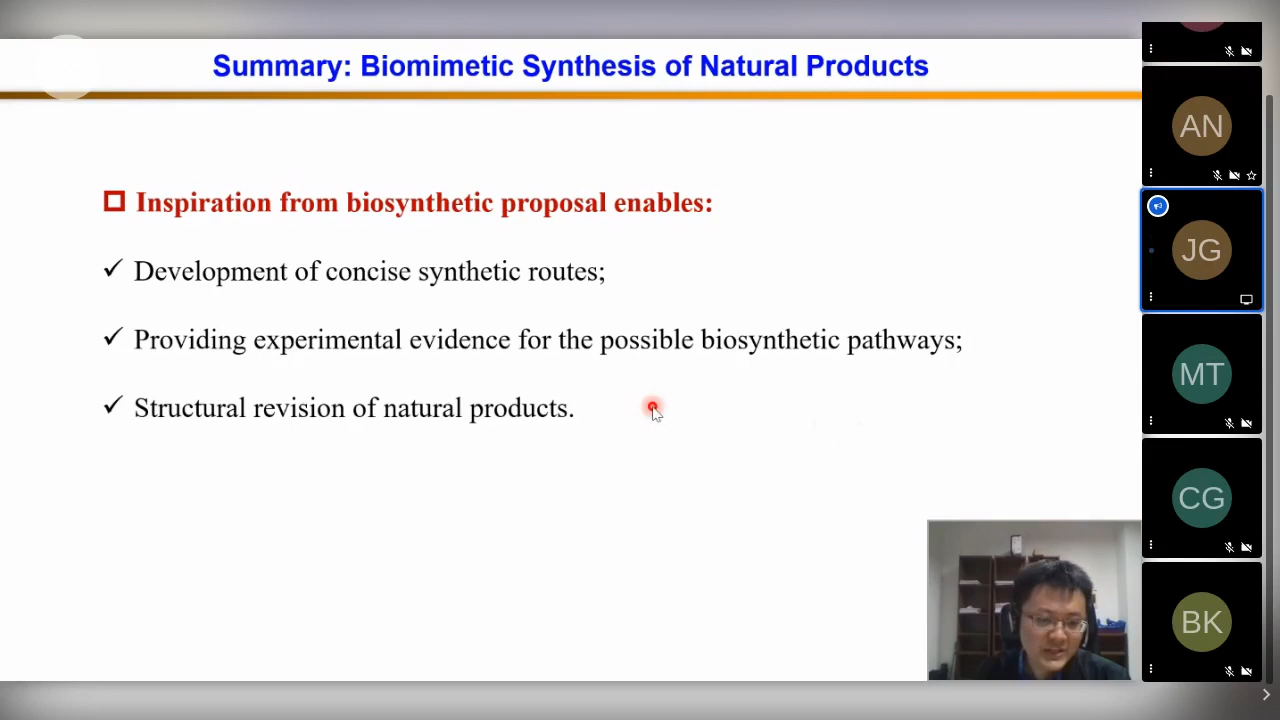 Summary: Biomimetic Synthesis of Natural Products
Inspiration from biosynthetic proposal enables:
Development of concise synthetic routes;
Providing experimental evidence for the possible biosynthetic pathways;
Structural revision of natural products.
AN
JG
MT
CG
BK